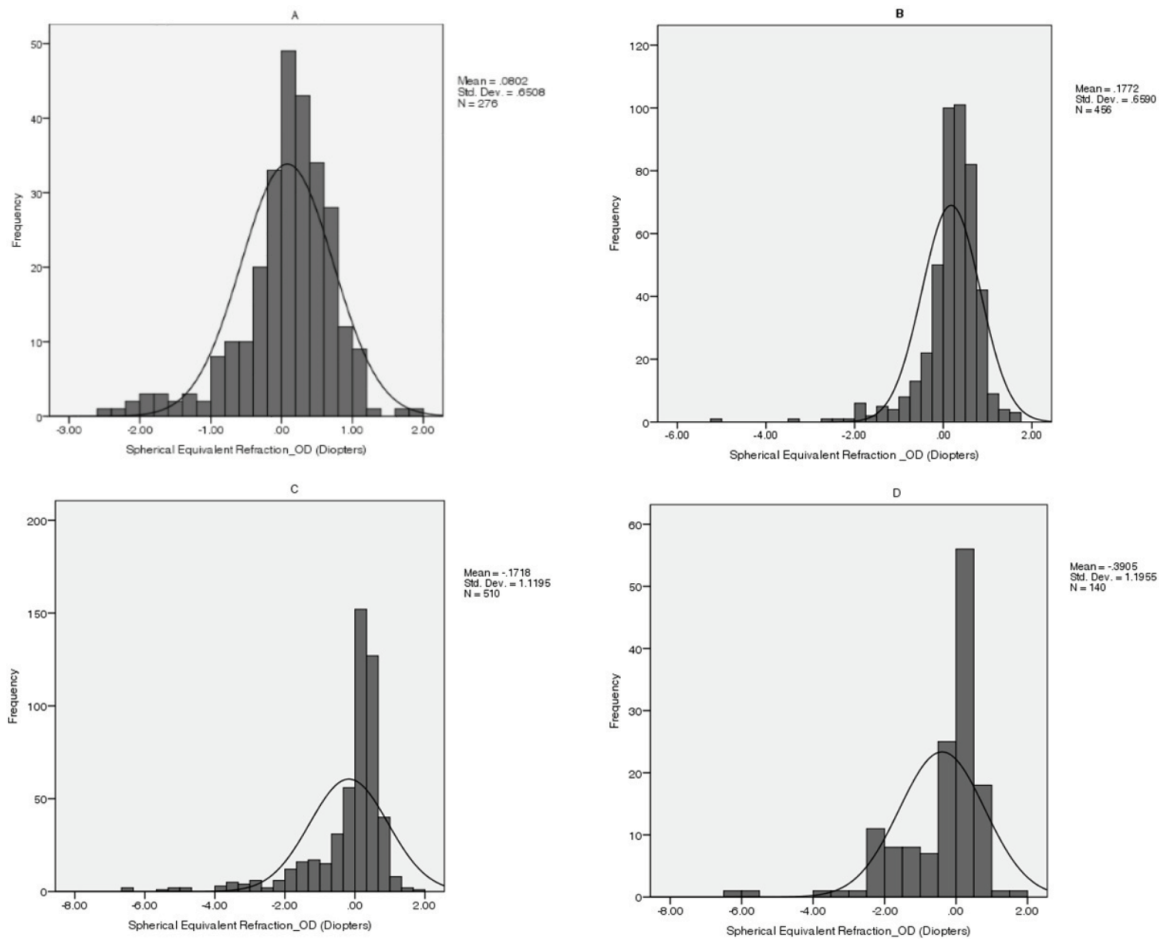 A
Mean = .0802
Std. Dev. = .6508
N = 276
50
40
30
20
10
0
Frequency
-3.00 -2.00 -1.00 .00 1.00 2.00
Spherical Equivalent Refraction_OD (Diopters)
B
Mean = .1772
Std. Dev. = .6590
N = 456
120
100
80
60
40
20
0
Frequency
-6.00 -4.00 -2.00 .00 2.00
Spherical Equivalent Refraction _OD (Diopters)
C
Mean = -.1718
Std. Dev. = 1.1195
N = 510
200
150
100
50
0
Frequency
-8.00 -6.00 -4.00 -2.00 .00 2.00
Spherical Equivalent Refraction_OD (Diopters)
D
Mean = -.3905
Std. Dev. = 1.1955
N = 140
60
50
40
30
20
10
0
Frequency
-8.00 -6.00 -4.00 -2.00 .00 2.00
Spherical Equivalent Refraction_OD (Diopters)